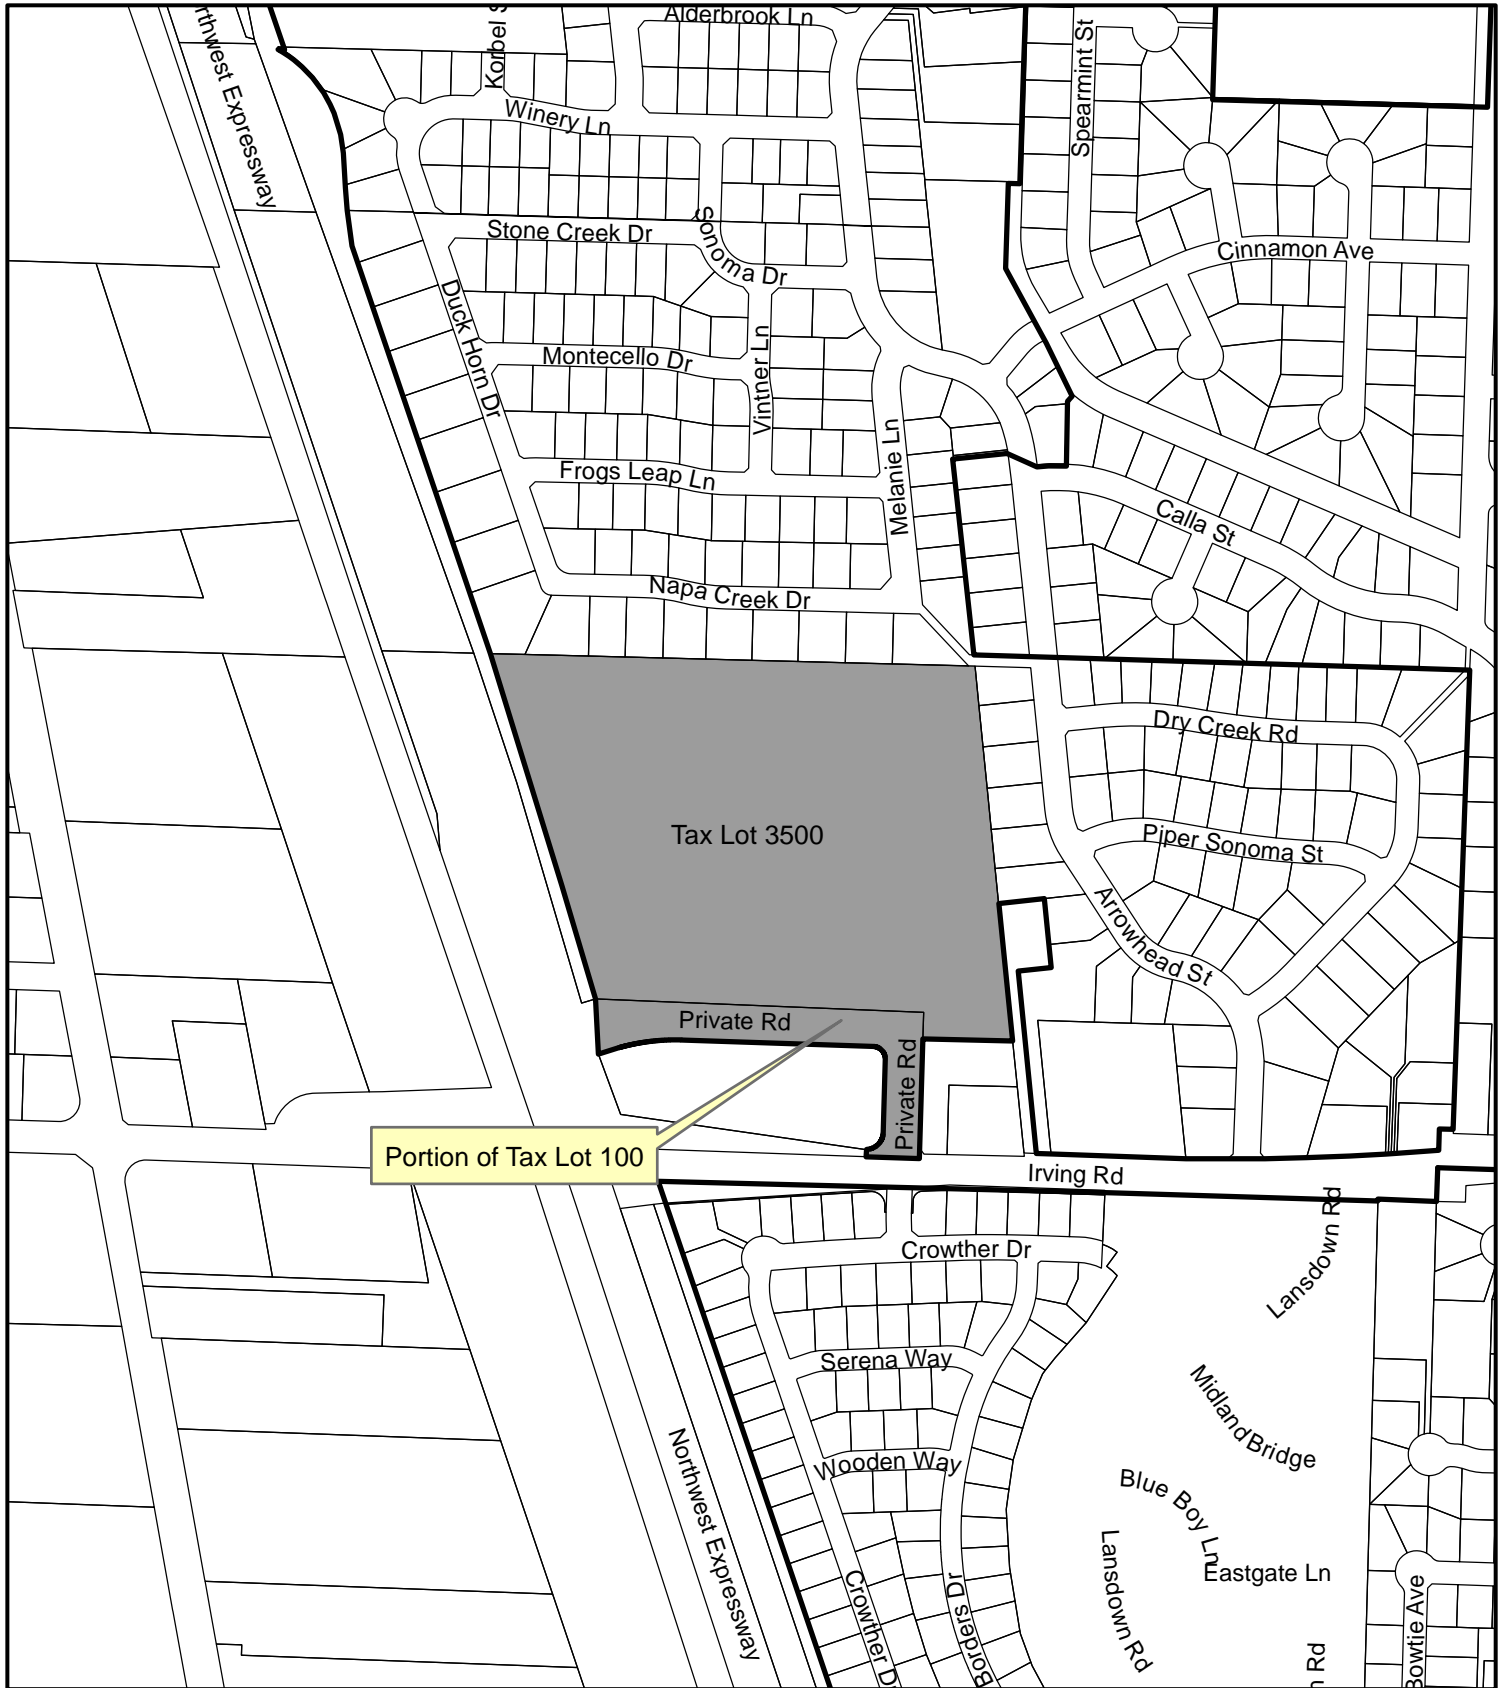 Alderbrook Ln
Korbel S
rthwest Expressway
Spearmint St
Winery Ln
Stone Creek Dr
Sonoma Dr
Cinnamon Ave
Duck Horn Dr
Montecello Dr
Vintner Ln
Frogs Leap Ln
Melanie Ln
Calla St
Napa Creek Dr
Dry Creek Rd
Tax Lot 3500
Piper Sonoma St
Arrowhead St
Private Rd
Private Rd
Portion of Tax Lot 100
Irving Rd
Lansdown Rd
Crowther Dr
Serena Way
MidlandBridge
Wooden Way
Blue Boy Ln
Northwest Expressway
Lansdown Rd
Eastgate Ln
Crowther D
Borders Dr
Bowtie Ave
n Rd